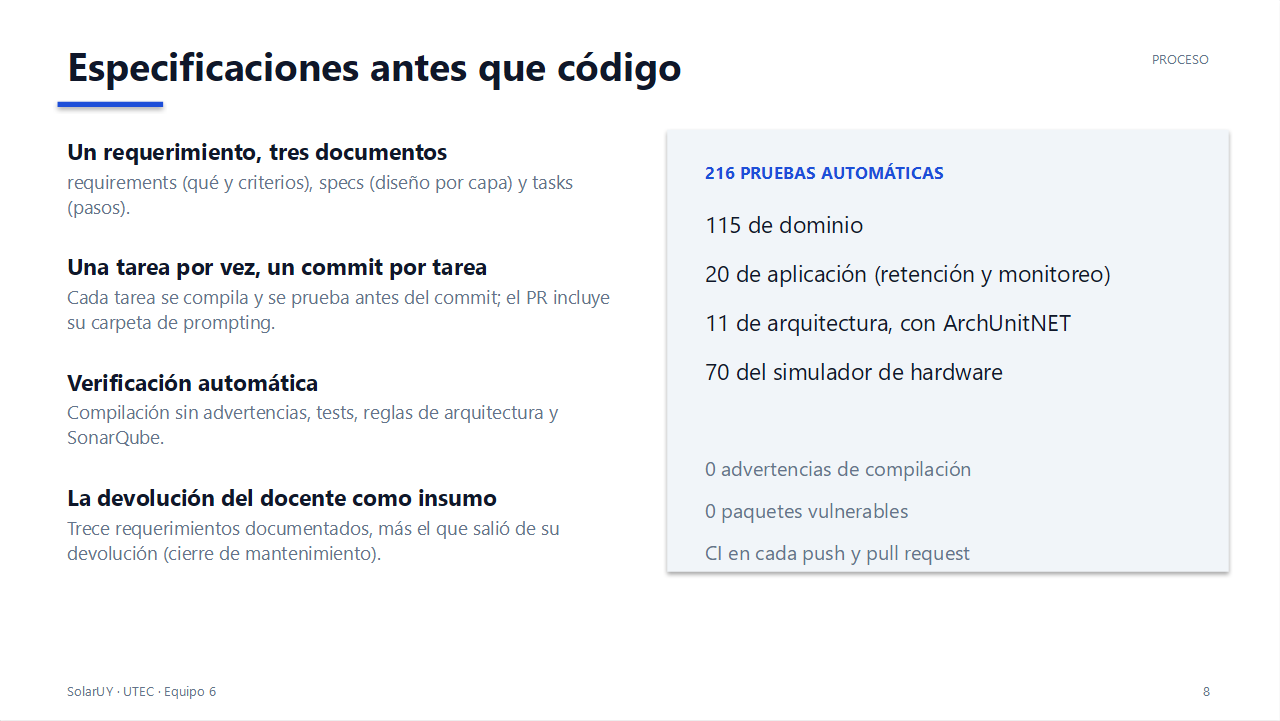 Especificaciones antes que código
PROCESO
Un requerimiento, tres documentos
requirements (qué y criterios), specs (diseño por capa) y tasks
(pasos).
Una tarea por vez, un commit por tarea
Cada tarea se compila y se prueba antes del commit; el PR incluye
su carpeta de prompting.
Verificación automática
Compilación sin advertencias, tests, reglas de arquitectura y
SonarQube.
La devolución del docente como insumo
Trece requerimientos documentados, más el que salió de su
devolución (cierre de mantenimiento).
216 PRUEBAS AUTOMÁTICAS
115 de dominio
20 de aplicación (retención y monitoreo)
11 de arquitectura, con ArchUnitNET
70 del simulador de hardware
0 advertencias de compilación
0 paquetes vulnerables
CI en cada push y pull request
SolarUY · UTEC · Equipo 6
8